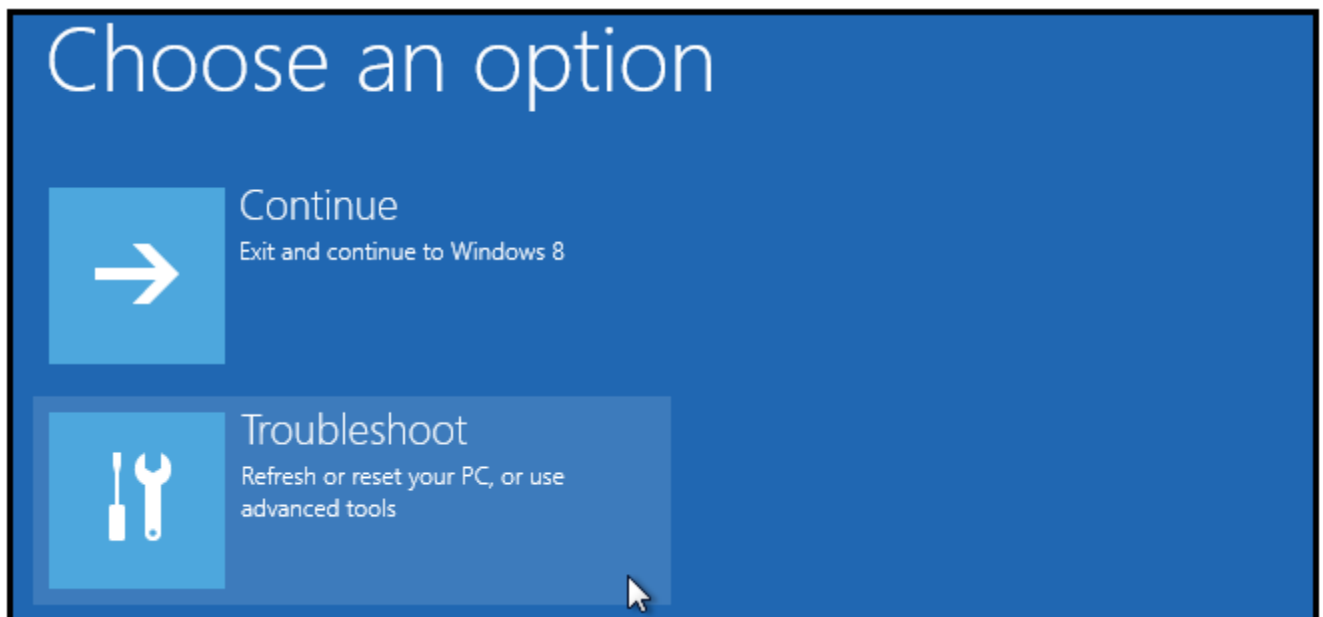 Choose an option
Continue
Exit and continue to Windows 8
Troubleshoot
Refresh or reset your PC, or use
advanced tools